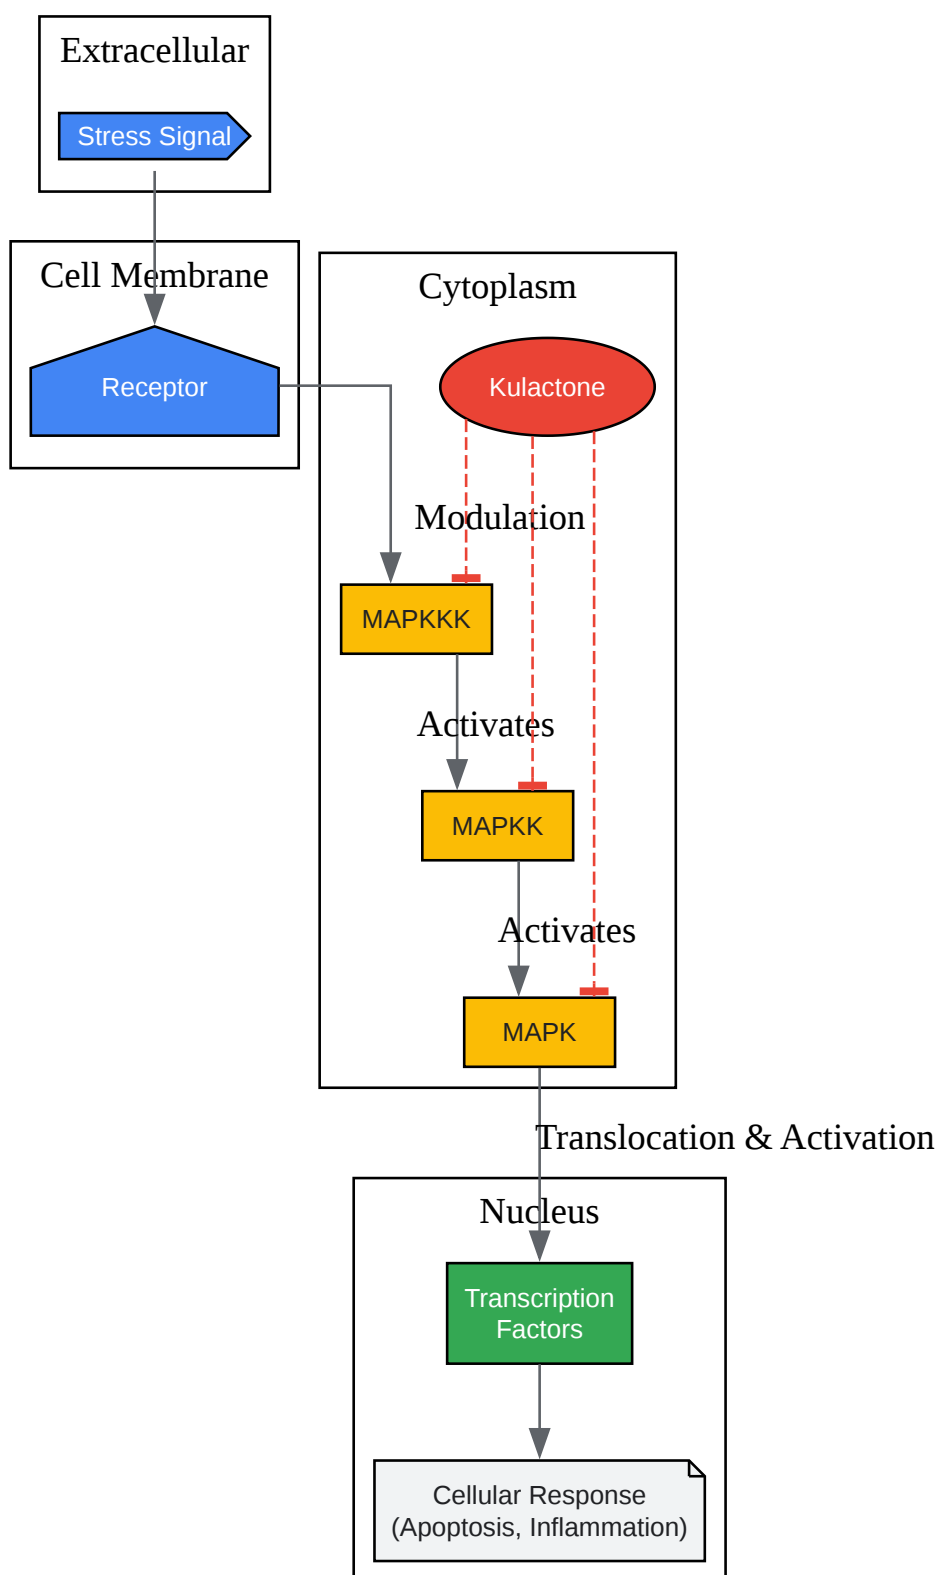 Extracellular
Stress Signal
Cell Membrane
Receptor
Cytoplasm
Kulactone
Modulation
MAPKKK
Activates
MAPKK
Activates
MAPK
Translocation & Activation
Nucleus
Transcription
Factors
Cellular Response
(Apoptosis, Inflammation)